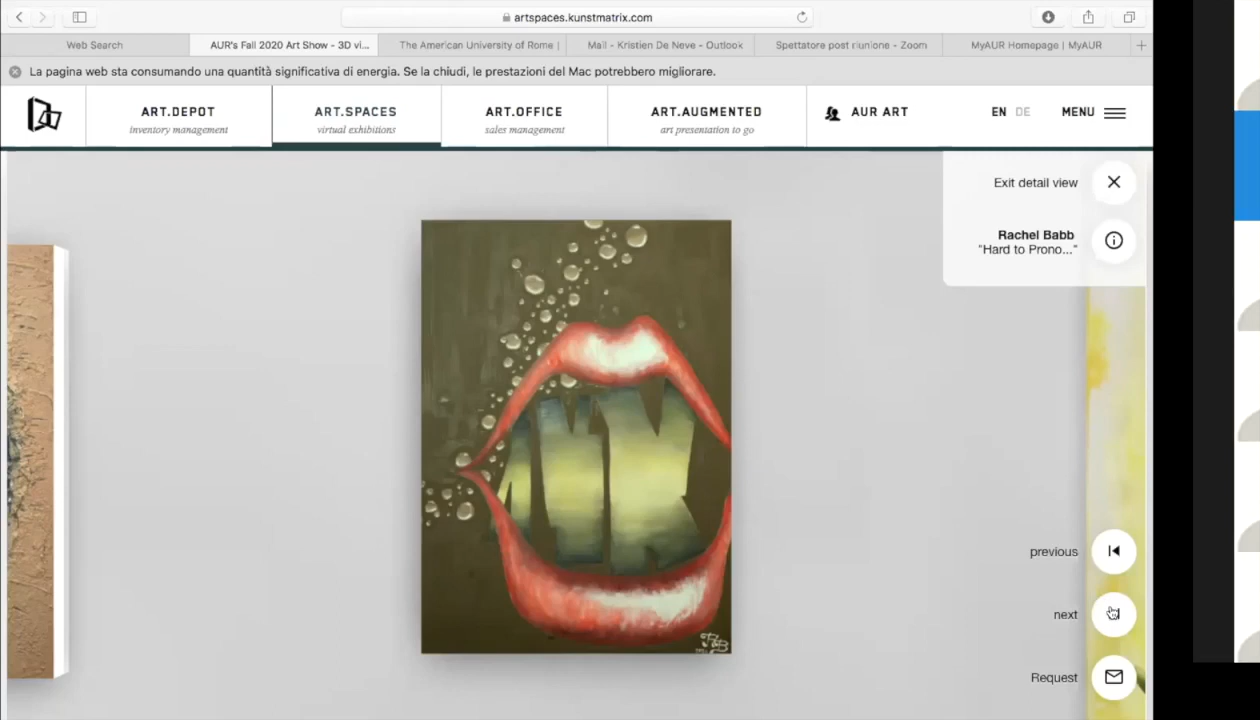 artspaces.kunstmatrix.com
Web Search
AUR's Fall 2020 Art Show - 3D vi...
The American University of Rome |
Mail - Kristien De Neve - Outlook
Spettatore post riunione - Zoom
MyAUR Homepage | MyAUR
La pagina web sta consumando una quantità significativa di energia. Se la chiudi, le prestazioni del Mac potrebbero migliorare.
ART.DEPOT
inventory management
ART.SPACES
virtual exhibitions
ART.OFFICE
sales management
ART.AUGMENTED
art presentation to go
AUR ART
EN DE
MENU
Exit detail view
Rachel Babb
"Hard to Prono..."
previous
next
Request